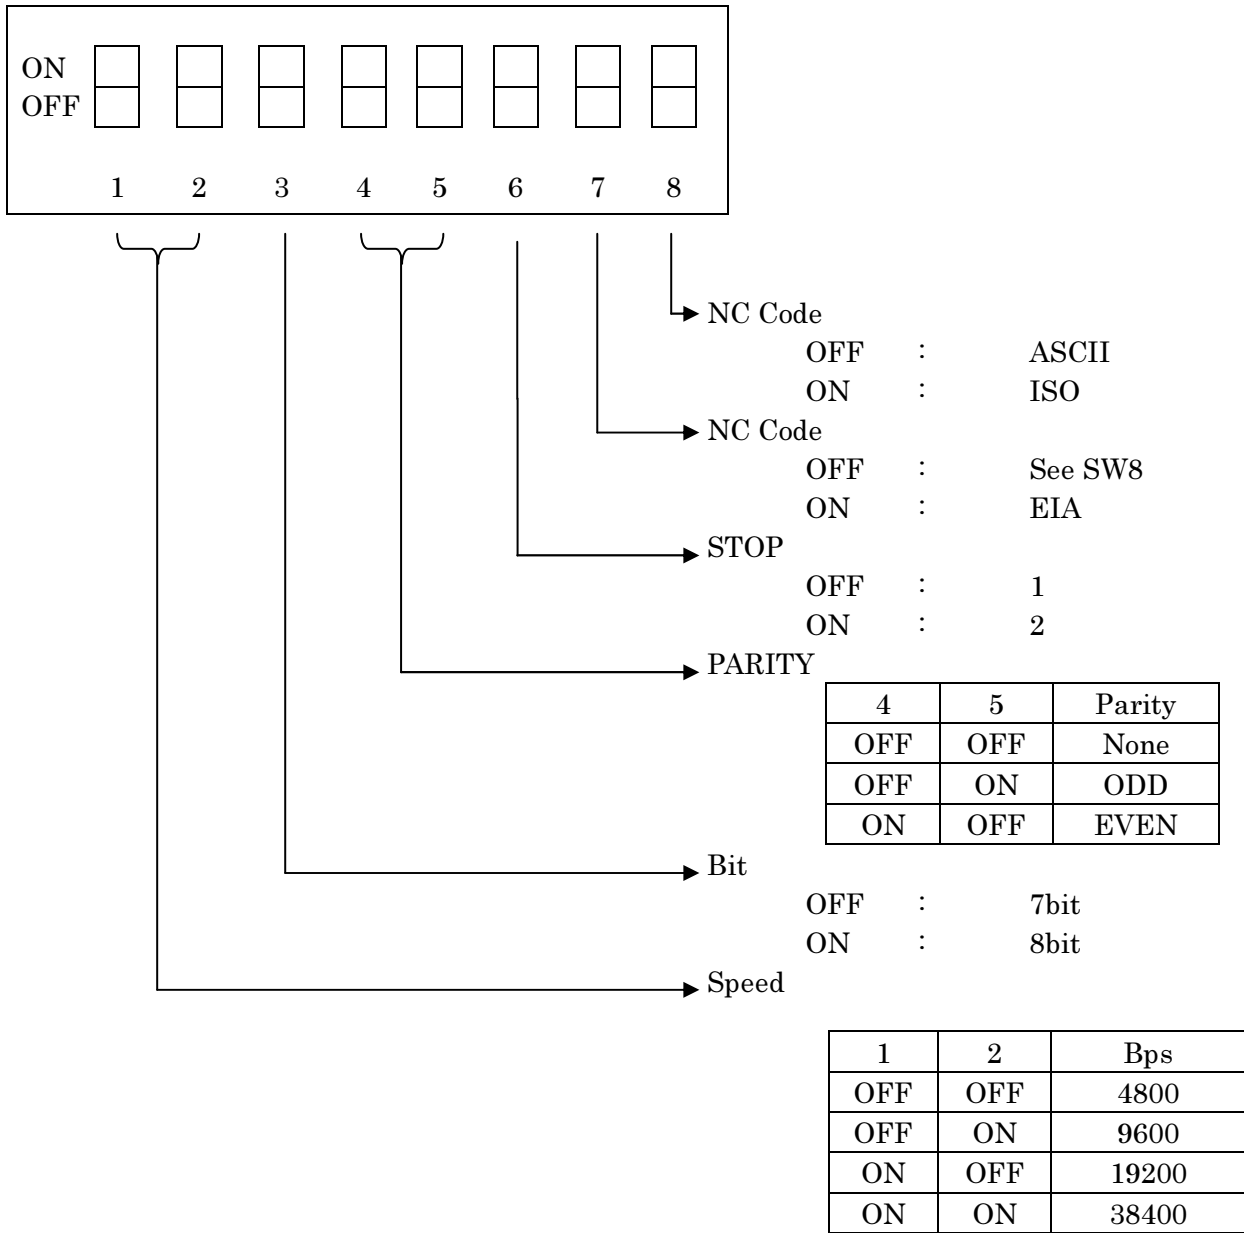 ON
OFF
1 2 3 4 5 6 7 8
NC Code
OFF : ASCII
ON : ISO
NC Code
OFF : See SW8
ON : EIA
STOP
OFF : 1
ON : 2
PARITY
4 5 Parity
OFF OFF None
OFF ON ODD
ON OFF EVEN
Bit
OFF : 7bit
ON : 8bit
Speed
1 2 Bps
OFF OFF 4800
OFF ON 9600
ON OFF 19200
ON ON 38400